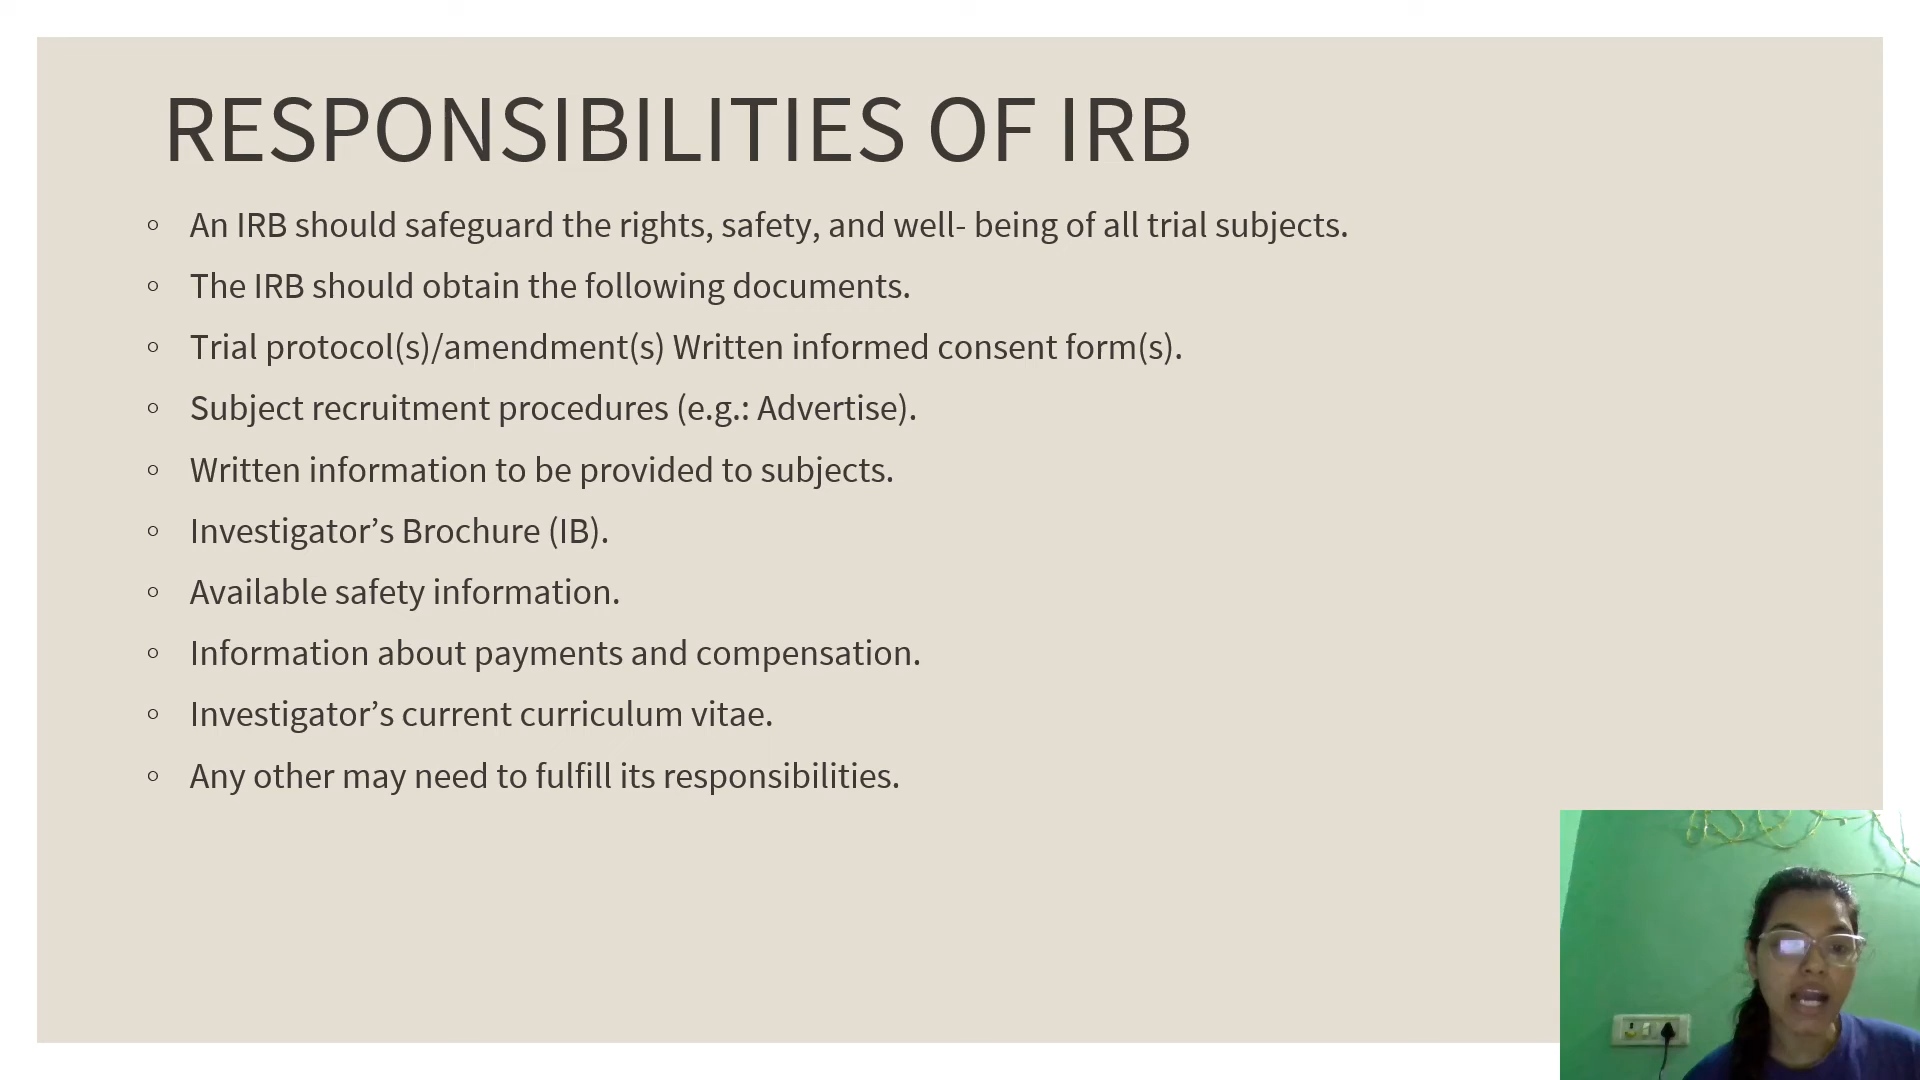 RESPONSIBILITIES OF IRB
◦ An IRB should safeguard the rights, safety, and well- being of all trial subjects.
◦ The IRB should obtain the following documents.
◦ Trial protocol(s)/amendment(s) Written informed consent form(s).
◦ Subject recruitment procedures (e.g.: Advertise).
◦ Written information to be provided to subjects.
◦ Investigator’s Brochure (IB).
◦ Available safety information.
◦ Information about payments and compensation.
◦ Investigator’s current curriculum vitae.
◦ Any other may need to fulfill its responsibilities.